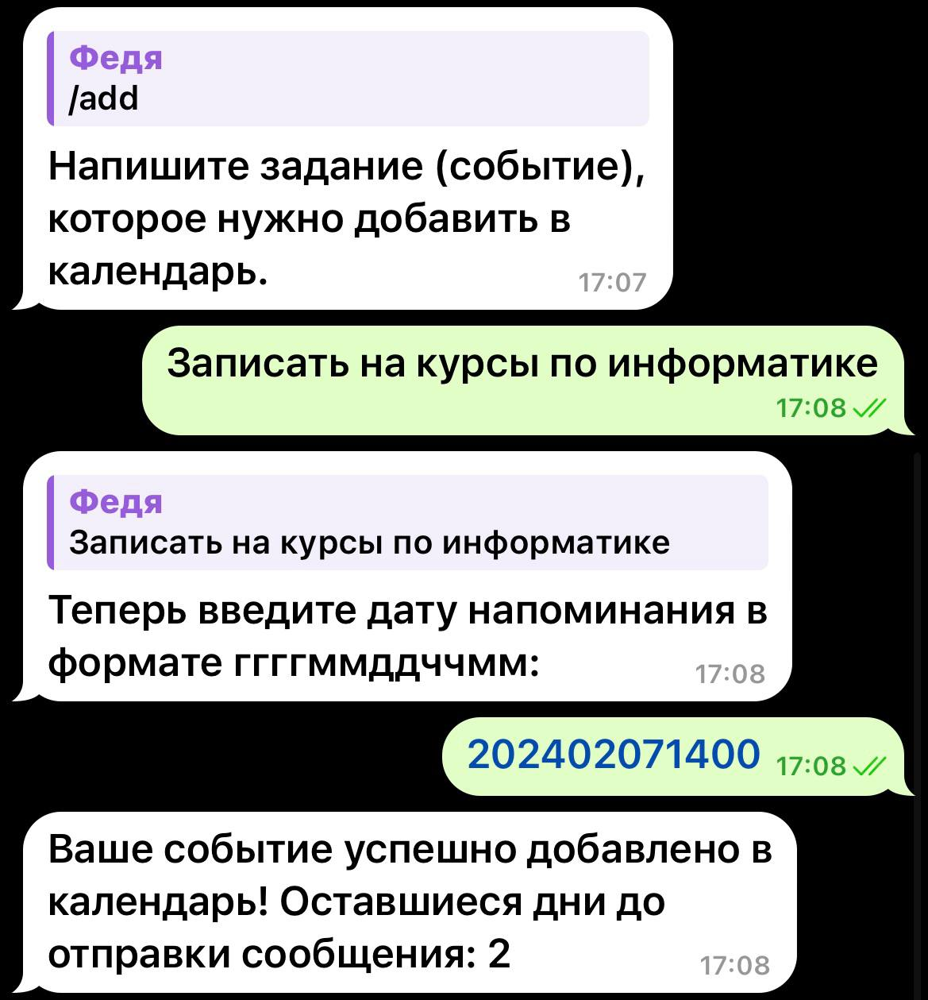 Федя
/add
Напишите задание (событие),
которое нужно добавить в
календарь.
17:07
Записать на курсы по информатике
17:08
Федя
Записать на курсы по информатике
Теперь введите дату напоминания в
формате ггггммддччмм:
17:08
202402071400 17:08
Ваше событие успешно добавлено в
календарь! Оставшиеся дни до
отправки сообщения: 2
17:08